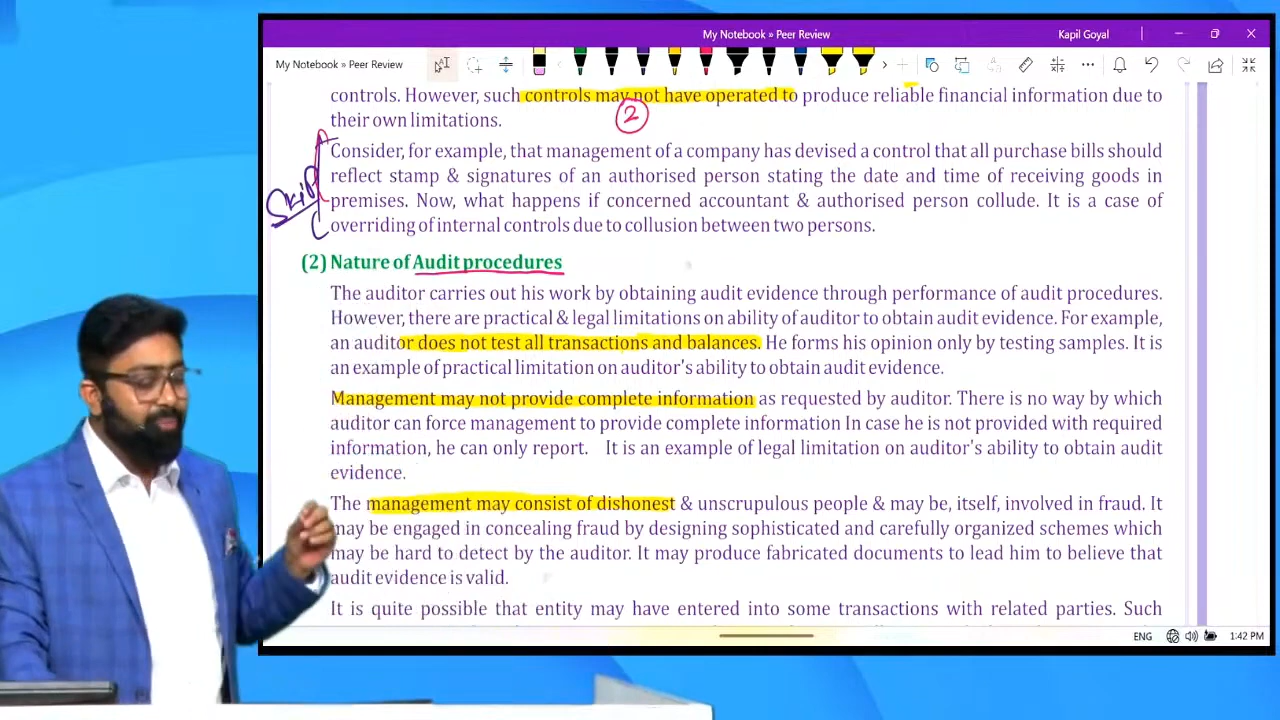 My Notebook » Peer Review
Kapil Goyal
My Notebook » Peer Review
controls. However, such controls may not have operated to produce reliable financial information due to
their own limitations.
2
Consider, for example, that management of a company has devised a control that all purchase bills should
reflect stamp & signatures of an authorised person stating the date and time of receiving goods in
Skip
premises. Now, what happens if concerned accountant & authorised person collude. It is a case of
overriding of internal controls due to collusion between two persons.
(2) Nature of Audit procedures
The auditor carries out his work by obtaining audit evidence through performance of audit procedures.
However, there are practical & legal limitations on ability of auditor to obtain audit evidence. For example,
an auditor does not test all transactions and balances. He forms his opinion only by testing samples. It is
an example of practical limitation on auditor's ability to obtain audit evidence.
Management may not provide complete information as requested by auditor. There is no way by which
auditor can force management to provide complete information In case he is not provided with required
information, he can only report. It is an example of legal limitation on auditor's ability to obtain audit
evidence.
The management may consist of dishonest & unscrupulous people & may be, itself, involved in fraud. It
may be engaged in concealing fraud by designing sophisticated and carefully organized schemes which
may be hard to detect by the auditor. It may produce fabricated documents to lead him to believe that
audit evidence is valid.
It is quite possible that entity may have entered into some transactions with related parties. Such
ENG
1:42 PM